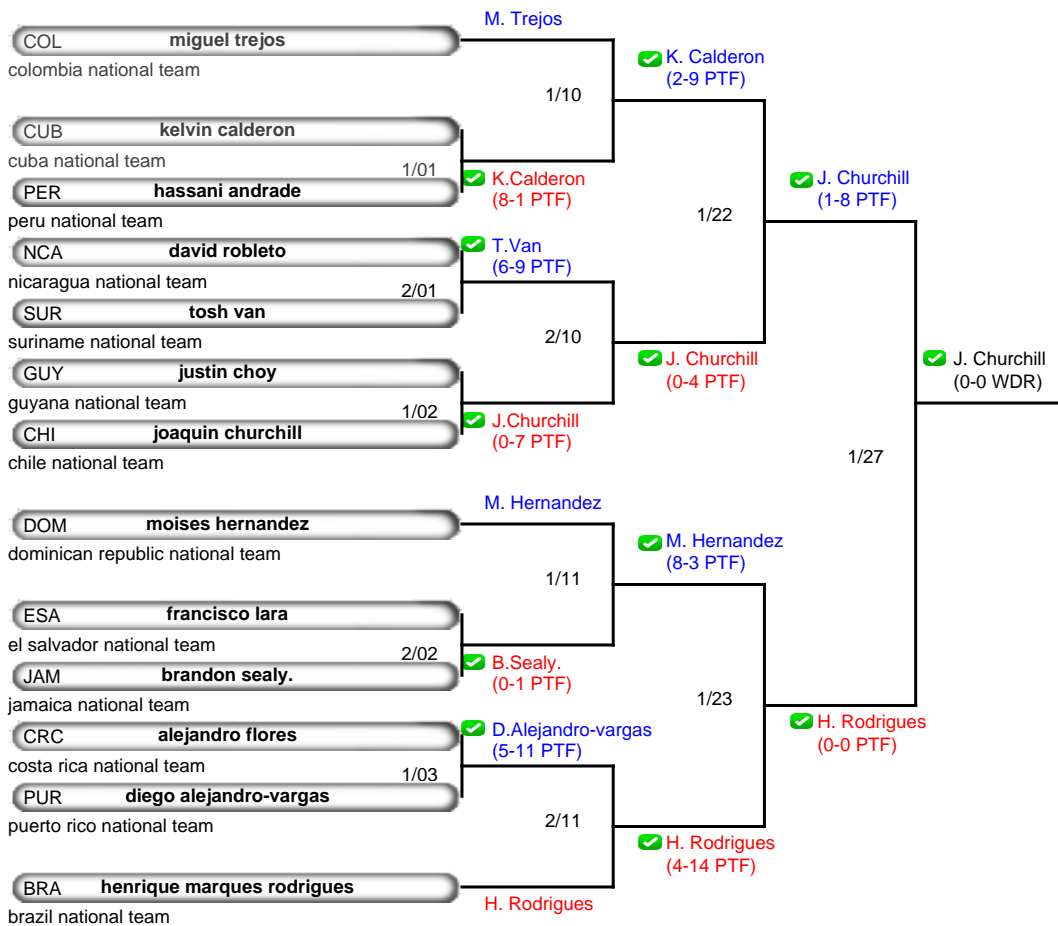 M. Trejos
COL miguel trejos
colombia national team
K. Calderon
(2-9 PTF)
1/10
CUB kelvin calderon
cuba national team
1/01
PER hassani andrade
peru national team
K.Calderon
(8-1 PTF)
J. Churchill
(1-8 PTF)
1/22
NCA david robleto
nicaragua national team
T.Van
(6-9 PTF)
2/01
SUR tosh van
suriname national team
2/10
GUY justin choy
guyana national team
J. Churchill
(0-4 PTF)
J. Churchill
(0-0 WDR)
1/02
CHI joaquin churchill
chile national team
J.Churchill
(0-7 PTF)
1/27
M. Hernandez
DOM moises hernandez
dominican republic national team
M. Hernandez
(8-3 PTF)
1/11
ESA francisco lara
el salvador national team
2/02
JAM brandon sealy.
jamaica national team
B.Sealy.
(0-1 PTF)
1/23
CRC alejandro flores
costa rica national team
D.Alejandro-vargas
(5-11 PTF)
H. Rodrigues
(0-0 PTF)
1/03
PUR diego alejandro-vargas
puerto rico national team
2/11
H. Rodrigues
(4-14 PTF)
BRA henrique marques rodrigues
brazil national team
H. Rodrigues